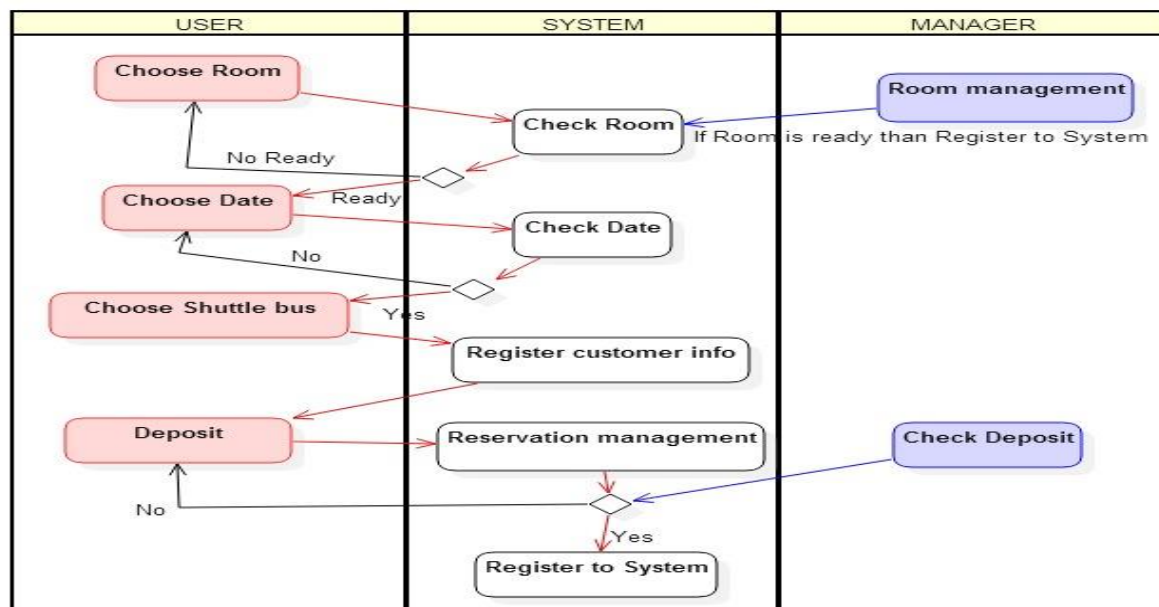 USER
SYSTEM
MANAGER
Choose Room
Room management
Check Room
If Room is ready than Register to System
No Ready
Ready
Choose Date
Check Date
No
Choose Shuttle bus
Yes
Register customer info
Deposit
Reservation management
Check Deposit
No
Yes
Register to System